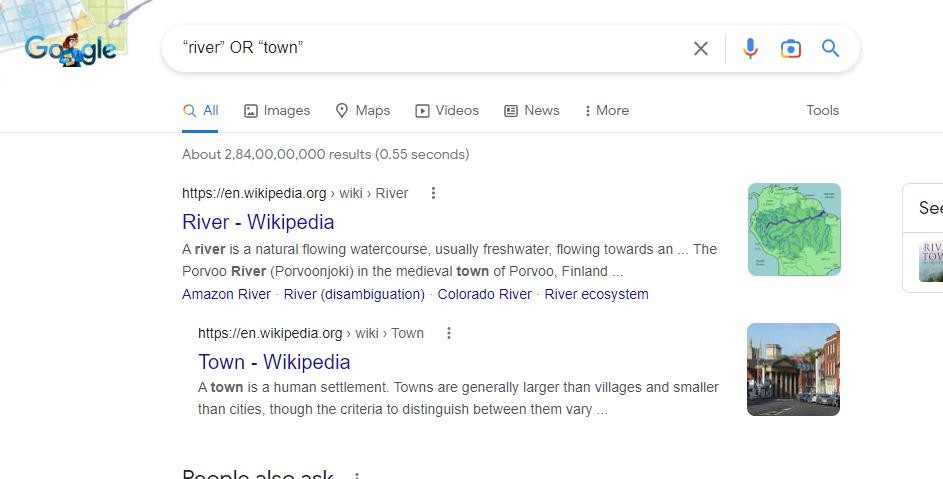 Google
“river” OR “town”
All Images Maps Videos News More Tools
About 2,84,00,00,000 results (0.55 seconds)
https://en.wikipedia.org › wiki › River
River - Wikipedia
A river is a natural flowing watercourse, usually freshwater, flowing towards an ... The
Porvoo River (Porvoonjoki) in the medieval town of Porvoo, Finland ...
Amazon River · River (disambiguation) · Colorado River · River ecosystem
https://en.wikipedia.org › wiki › Town
Town - Wikipedia
A town is a human settlement. Towns are generally larger than villages and smaller
than cities, though the criteria to distinguish between them vary ...
People also ask
See